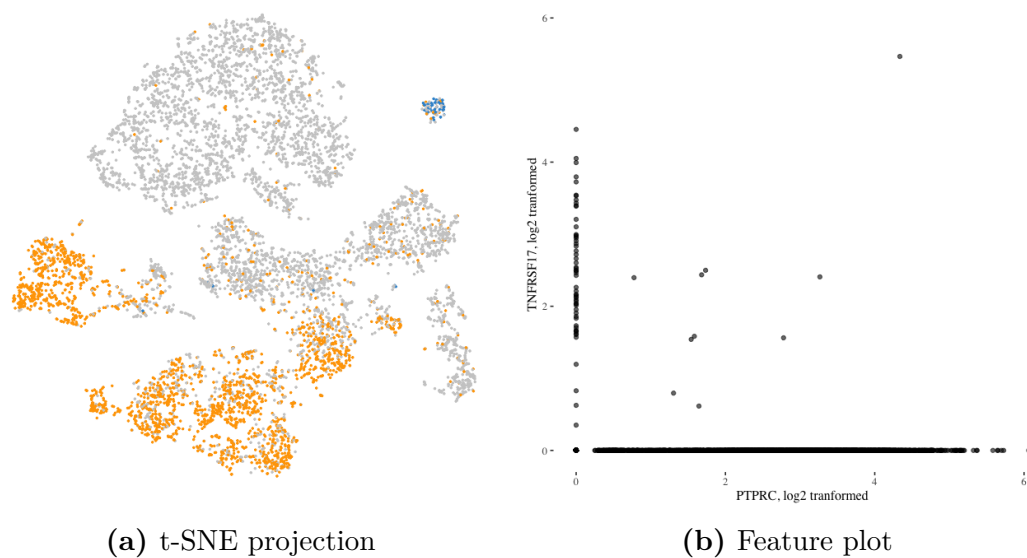 6
4
2
0
TNFRSF17, log2 tranformed
0 2 4 6
PTPRC, log2 tranformed
(a) t-SNE projection
(b) Feature plot